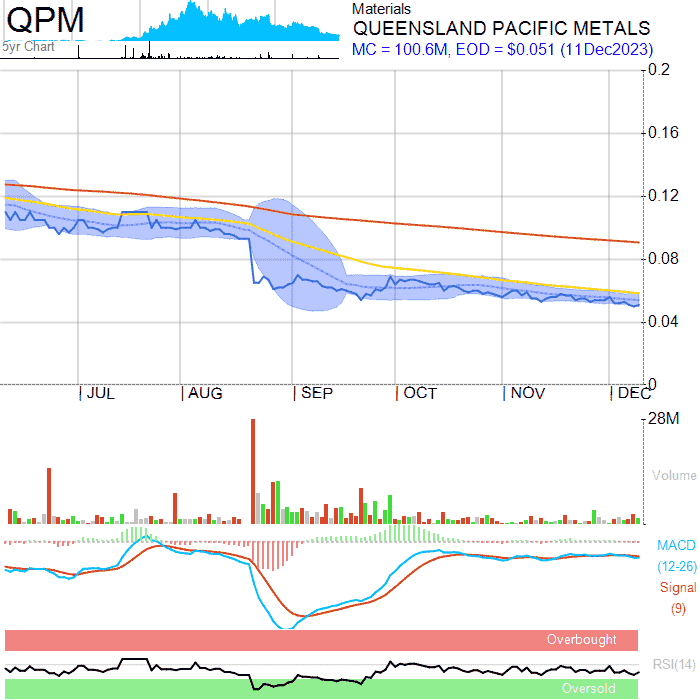 QPM
5yr Chart
Materials
QUEENSLAND PACIFIC METALS
MC = 100.6M, EOD = $0.051 (11Dec2023)
0.2
0.16
0.12
0.08
0.04
0
JUL AUG SEP OCT NOV DEC
28M
Volume
MACD
(12-26)
Signal
(9)
Overbought
RSI(14)
Oversold